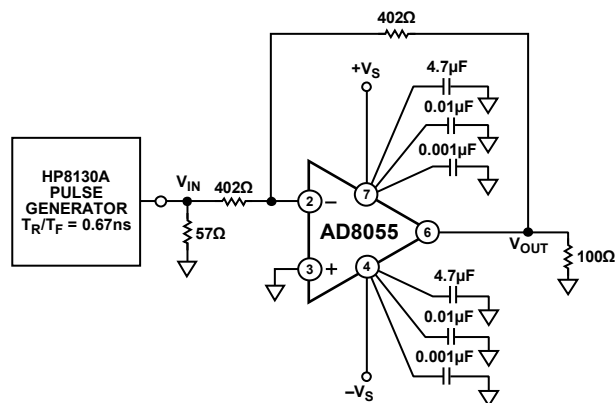 402Ω
+VS
4.7µF
0.01µF
0.001µF
HP8130A
PULSE
GENERATOR
TR/TF = 0.67ns
VIN
402Ω
57Ω
2
–
7
AD8055
6
3
+
4
VOUT
100Ω
4.7µF
0.01µF
0.001µF
–VS